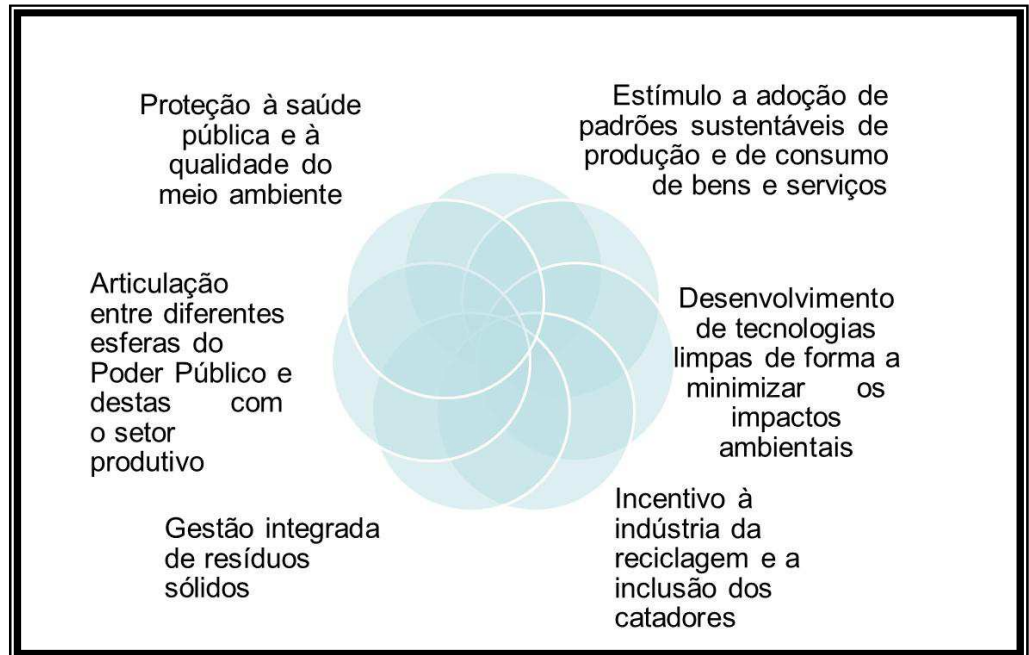 Proteção à saúde
pública e à
qualidade do
meio ambiente
Estímulo a adoção de
padrões sustentáveis de
produção e de consumo
de bens e serviços
Articulação
entre diferentes
esferas do
Poder Público e
destas com
o setor
produtivo
Desenvolvimento
de tecnologias
limpas de forma a
minimizar os
impactos
ambientais
Gestão integrada
de resíduos
sólidos
Incentivo à
indústria da
reciclagem e a
inclusão dos
catadores